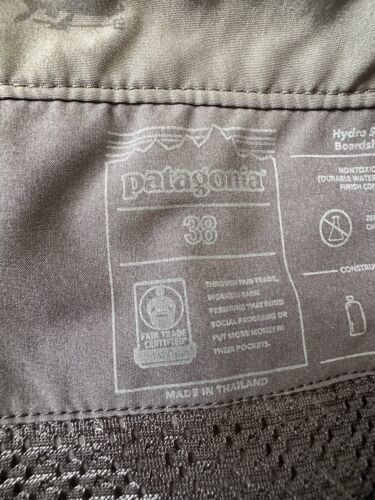 patagonia®
38
FAIR TRADE
CERTIFIED
THROUGH FAIR TRADE,
WORKERS EARN
PREMIUMS THAT FUND
SOCIAL PROGRAMS OR
PUT MORE MONEY IN
THEIR POCKETS.
MADE IN THAILAND
Hydro
Boardsh
NONTOXIC
(DURABLE WATER
FINISH CO
CONSTRU